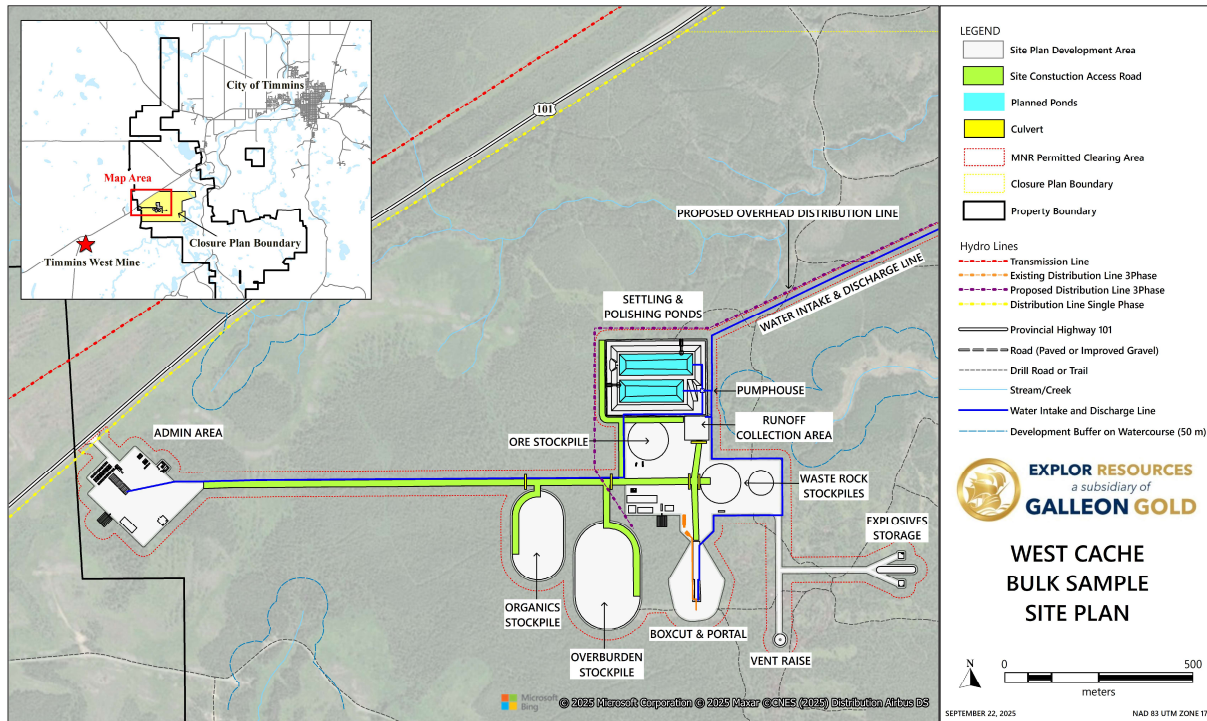 City of Timmins
Map Area
Closure Plan Boundary
Timmins West Mine
101
PROPOSED OVERHEAD DISTRIBUTION LINE
WATER INTAKE & DISCHARGE LINE
SETTLING &
POLISHING PONDS
PUMPHOUSE
RUNOFF
COLLECTION AREA
ORE STOCKPILE
ADMIN AREA
WASTE ROCK
STOCKPILES
EXPLOSIVES
STORAGE
ORGANICS
STOCKPILE
OVERBURDEN
STOCKPILE
BOXCUT & PORTAL
VENT RAISE
Microsoft
Bing
© 2025 Microsoft Corporation © 2025 Maxar ©CNES (2025) Distribution Airbus DS
LEGEND
Site Plan Development Area
Site Constuction Access Road
Planned Ponds
Culvert
MNR Permitted Clearing Area
Closure Plan Boundary
Property Boundary
Hydro Lines
Transmission Line
Existing Distribution Line 3Phase
Proposed Distribution Line 3Phase
Distribution Line Single Phase
Provincial Highway 101
Road (Paved or Improved Gravel)
Drill Road or Trail
Stream/Creek
Water Intake and Discharge Line
Development Buffer on Watercourse (50 m)
EXPLOR RESOURCES
a subsidiary of
GALLEON GOLD
WEST CACHE
BULK SAMPLE
SITE PLAN
N
0 500
meters
SEPTEMBER 22, 2025 NAD 83 UTM ZONE 17